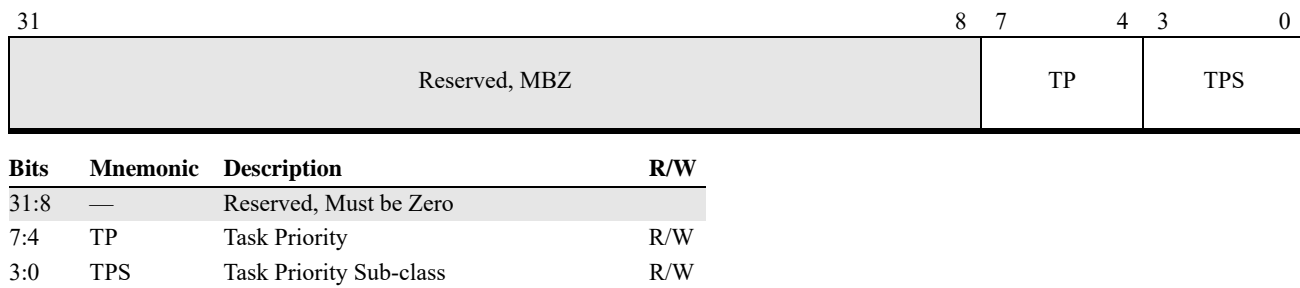 31 8 7 4 3 0
Reserved, MBZ TP TPS
Bits Mnemonic Description R/W
31:8 — Reserved, Must be Zero
7:4 TP Task Priority R/W
3:0 TPS Task Priority Sub-class R/W